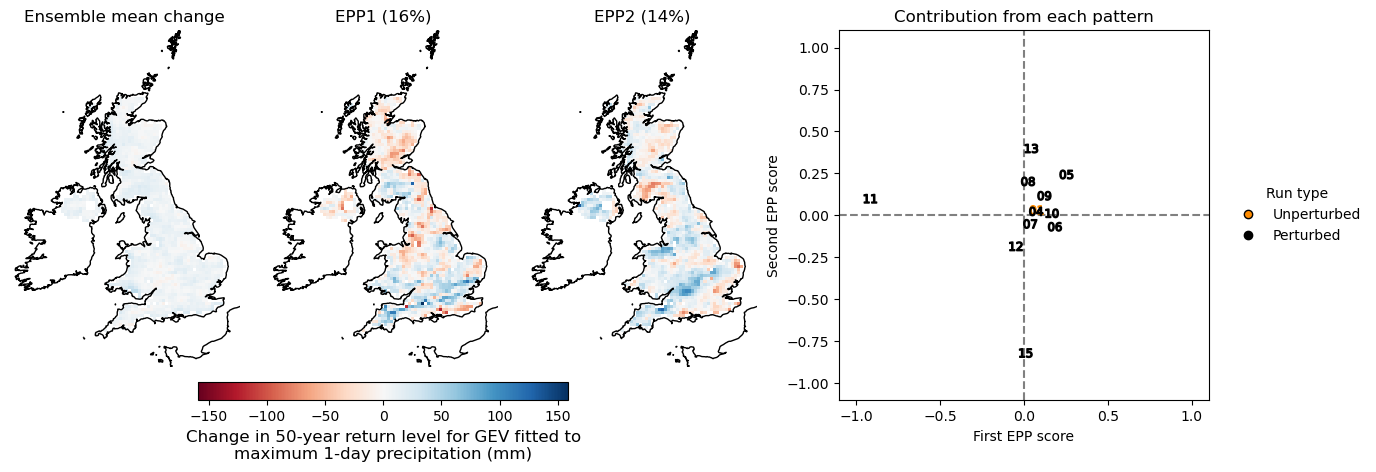 Ensemble mean change
EPP1 (16%)
EPP2 (14%)
Contribution from each pattern
−150 −100 −50 0 50 100 150
Change in 50-year return level for GEV fitted to
maximum 1-day precipitation (mm)
Second EPP score
1.00
0.75
0.50
0.25
0.00
−0.25
−0.50
−0.75
−1.00
13
05
08
09
11
04
10
07
06
12
15
−1.0 −0.5 0.0 0.5 1.0
First EPP score
Run type
Unperturbed
Perturbed